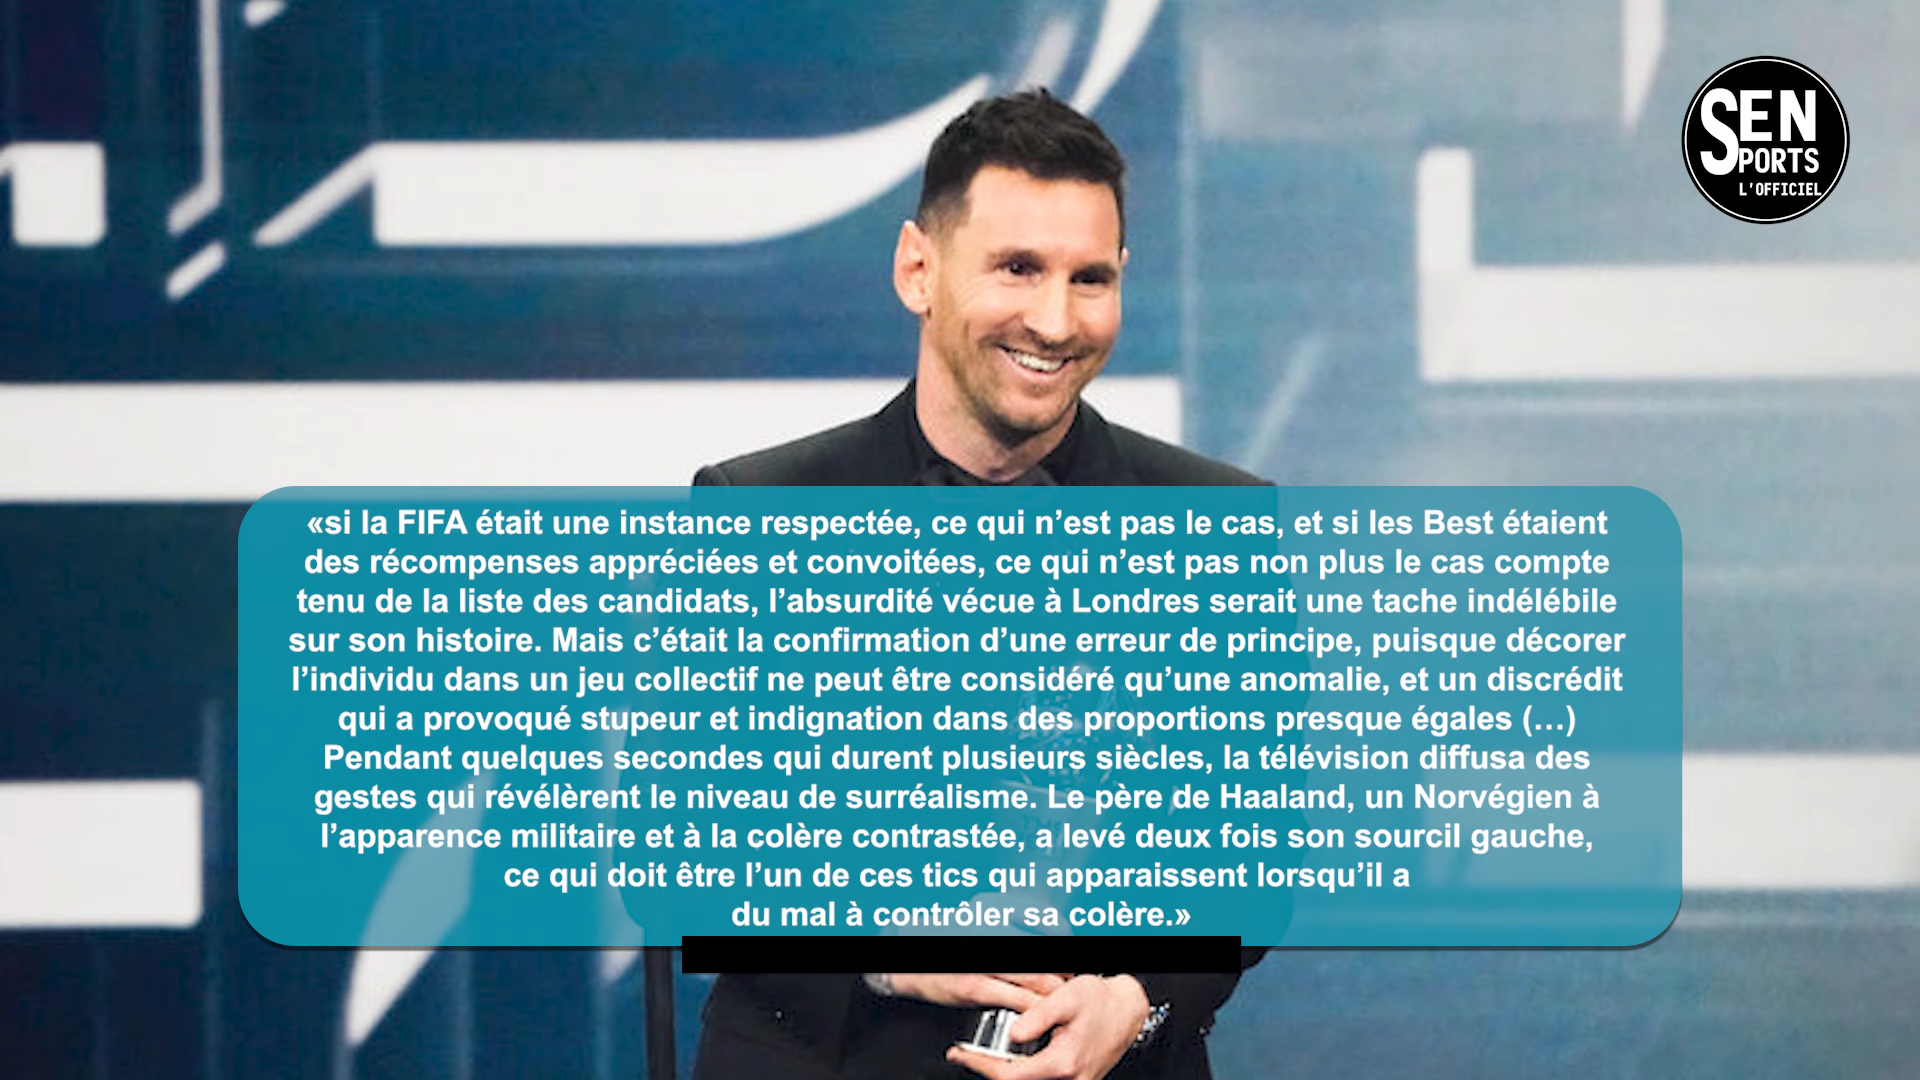 SEN
SPORTS
L'OFFICIEL
«si la FIFA était une instance respectée, ce qui n’est pas le cas, et si les Best étaient
des récompenses appréciées et convoitées, ce qui n’est pas non plus le cas compte
tenu de la liste des candidats, l’absurdité vécue à Londres serait une tache indélébile
sur son histoire. Mais c’était la confirmation d’une erreur de principe, puisque décorer
l’individu dans un jeu collectif ne peut être considéré qu’une anomalie, et un discrédit
qui a provoqué stupeur et indignation dans des proportions presque égales (…)
Pendant quelques secondes qui durent plusieurs siècles, la télévision diffusa des
gestes qui révélèrent le niveau de surréalisme. Le père de Haaland, un Norvégien à
l’apparence militaire et à la colère contrastée, a levé deux fois son sourcil gauche,
ce qui doit être l’un de ces tics qui apparaissent lorsqu’il a
du mal à contrôler sa colère.»